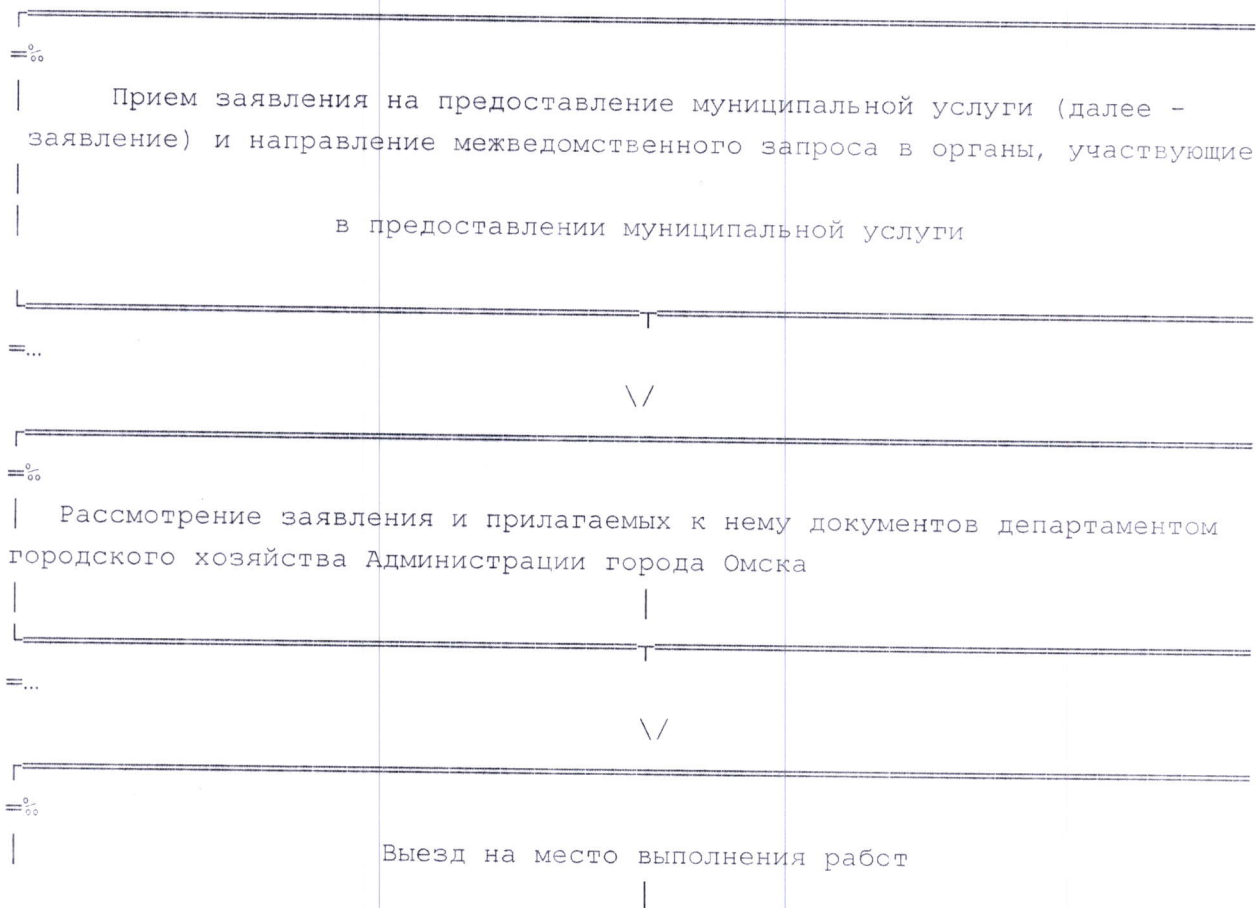 ┌═══════════════════════════════════════
═‰
│ Прием заявления на предоставление муниципальной услуги (далее -
заявление) и направление межведомственного запроса в органы, участвующие
│
│ в предоставлении муниципальной услуги
└════════════════════┬══════════════════
═...
\/
┌═══════════════════════════════════════
═‰
│ Рассмотрение заявления и прилагаемых к нему документов департаментом
городского хозяйства Администрации города Омска
│ │
└════════════════════┬══════════════════
═...
\/
┌═══════════════════════════════════════
═‰
│ Выезд на место выполнения работ
│